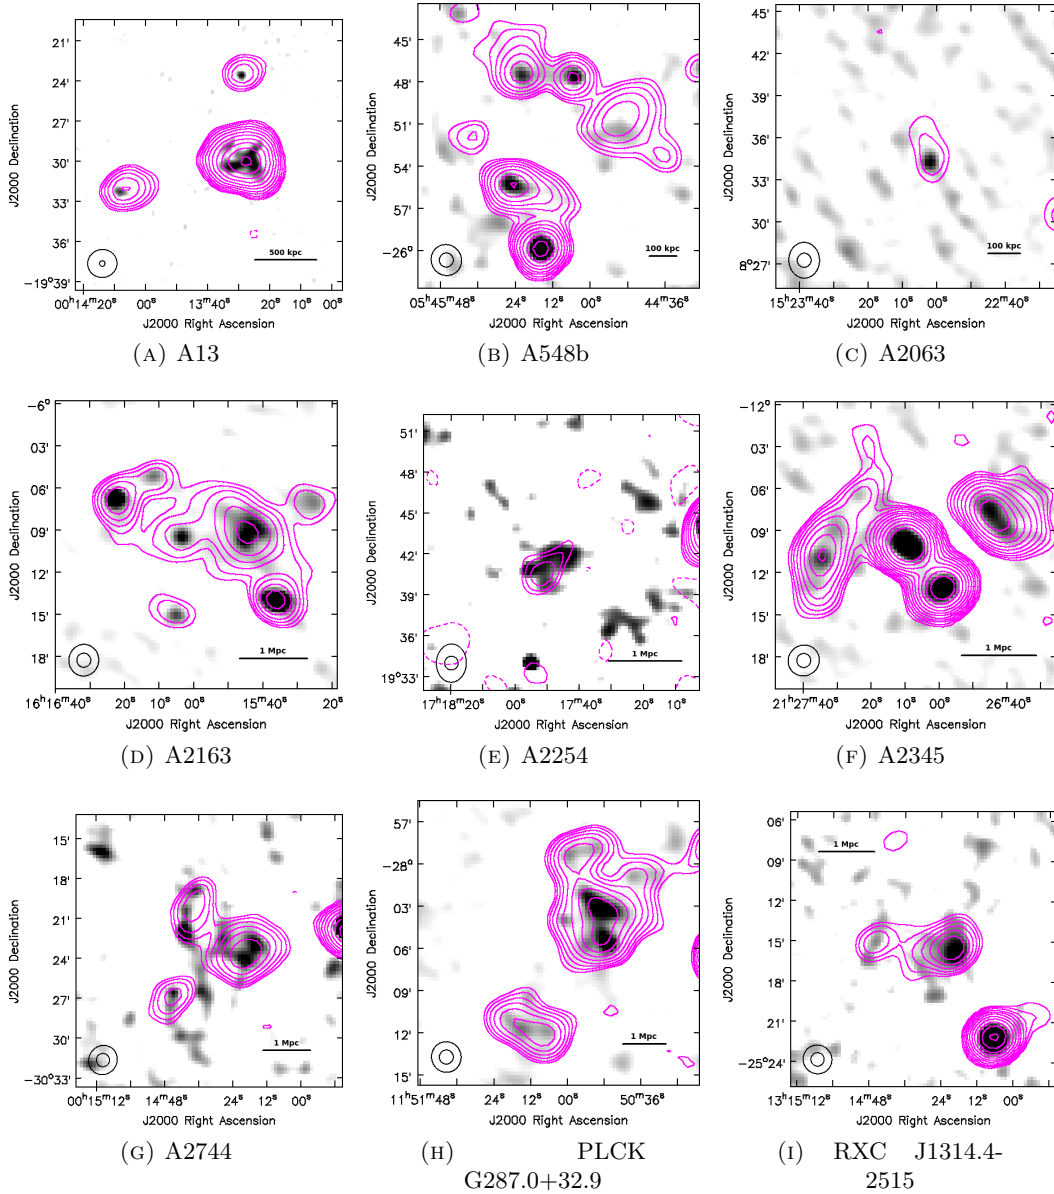 21'
24'
27'
30'
33'
36'
−19°39'
J2000 Declination
500 kpc
00ʰ14ᵐ20ˢ 0ˢ 13ᵐ40ˢ 20ˢ 0ˢ
J2000 Right Ascension
(A) A13
45'
48'
51'
54'
57'
−26°
J2000 Declination
100 kpc
05ʰ45ᵐ48ˢ 24ˢ 12ˢ 00ˢ 44ᵐ36ˢ
J2000 Right Ascension
(B) A548b
45'
42'
39'
36'
33'
30'
8°27'
J2000 Declination
100 kpc
15ʰ23ᵐ40ˢ 20ˢ 10ˢ 00ˢ 22ᵐ40ˢ
J2000 Right Ascension
(C) A2063
−6°
03'
06'
09'
12'
15'
18'
J2000 Declination
1 Mpc
16ʰ16ᵐ40ˢ 20ˢ 10ˢ 00ˢ 15ᵐ40ˢ 20ˢ
J2000 Right Ascension
(D) A2163
51'
48'
45'
42'
39'
36'
19°33'
J2000 Declination
1 Mpc
17ʰ18ᵐ20ˢ 00ˢ 17ᵐ40ˢ 20ˢ 10ˢ
J2000 Right Ascension
(E) A2254
−12°
03'
06'
09'
12'
15'
18'
J2000 Declination
1 Mpc
21ʰ27ᵐ40ˢ 20ˢ 10ˢ 00ˢ 26ᵐ40ˢ
J2000 Right Ascension
(F) A2345
15'
18'
21'
24'
27'
30'
−30°33'
J2000 Declination
1 Mpc
00ʰ15ᵐ12ˢ 14ᵐ48ˢ 24ˢ 12ˢ 00ˢ
J2000 Right Ascension
(G) A2744
57'
−28°
03'
06'
09'
12'
15'
J2000 Declination
1 Mpc
11ʰ51ᵐ48ˢ 24ˢ 12ˢ 00ˢ 50ᵐ36ˢ
J2000 Right Ascension
(H) PLCK
G287.0+32.9
06'
09'
12'
15'
18'
21'
−25°24'
J2000 Declination
1 Mpc
13ʰ15ᵐ12ˢ 14ᵐ48ˢ 24ˢ 12ˢ 00ˢ
J2000 Right Ascension
(I) RXC J1314.4-
2515